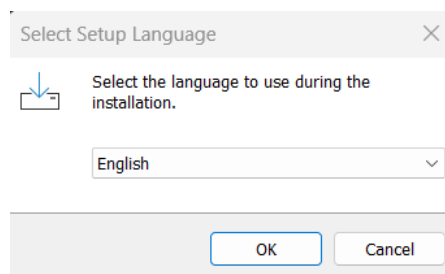 Select Setup Language
Select the language to use during the
installation.
English
OK
Cancel